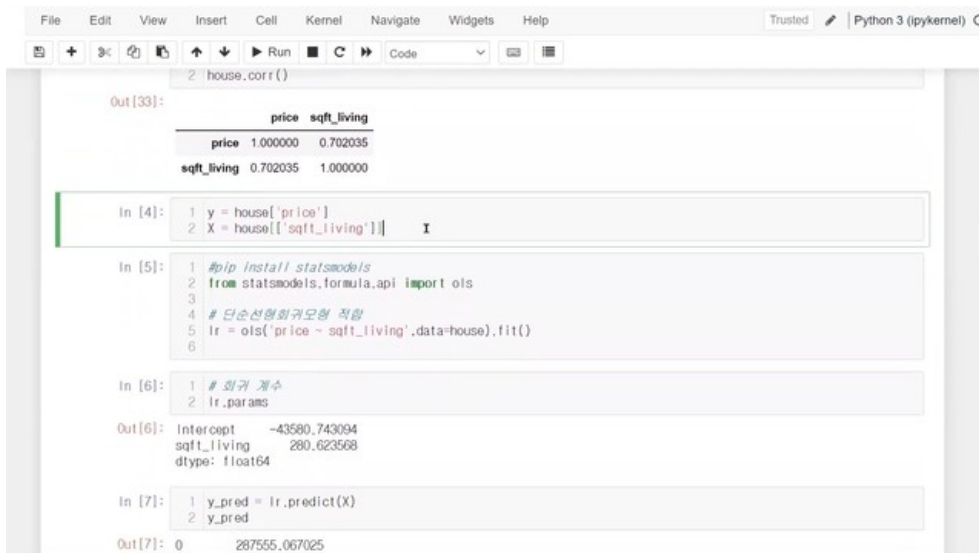 File Edit View Insert Cell Kernel Navigate Widgets Help Trusted Python 3 (ipykernel)
Run Code
2 house.corr()
Out[33]:
price sqft_living
price 1.000000 0.702035
sqft_living 0.702035 1.000000
In [4]: 1 y = house['price']
2 X = house[['sqft_living']]
In [5]: 1 #pip install statsmodels
2 from statsmodels.formula.api import ols
3
4 # 단순선형회귀모형 적합
5 lr = ols('price ~ sqft_living',data=house).fit()
6
In [6]: 1 # 회귀 계수
2 lr.params
Out[6]: Intercept -43580.743094
sqft_living 280.623568
dtype: float64
In [7]: 1 y_pred = lr.predict(X)
2 y_pred
Out[7]: 0 287555.067025